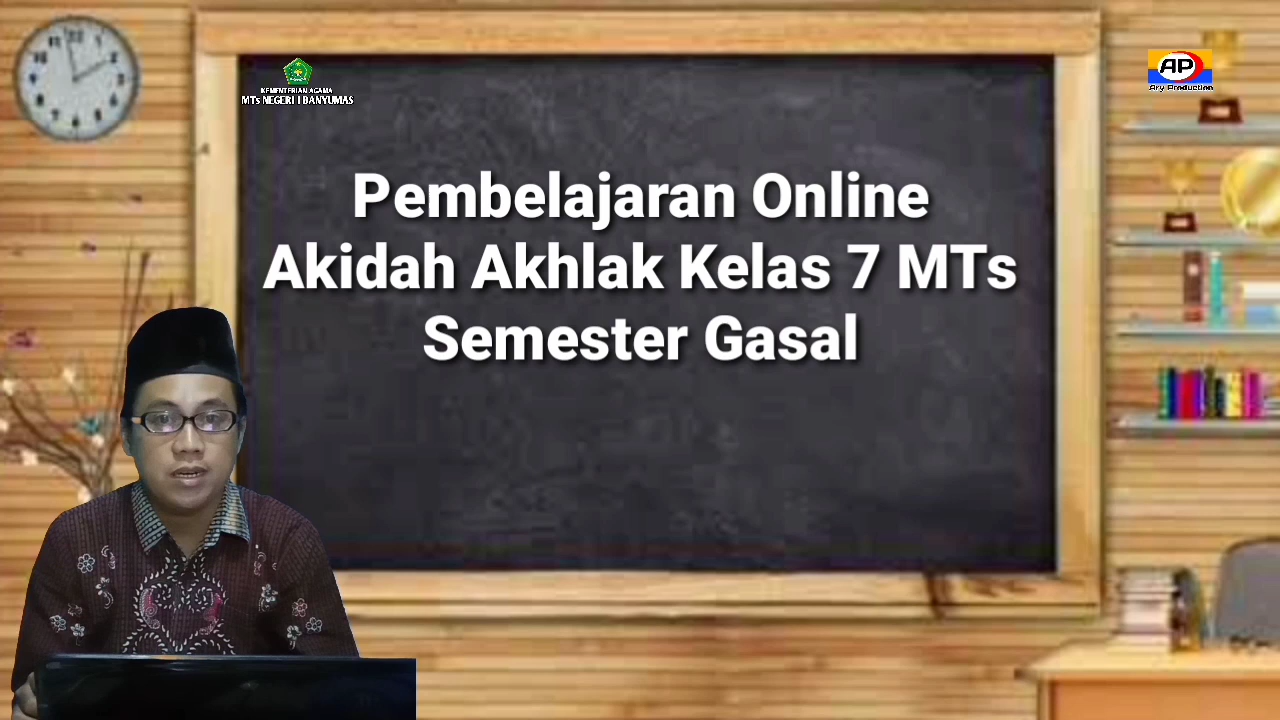 KEMENTERIAN AGAMA
MTs NEGERI 1 BANYUMAS
AP
Ary Production
Pembelajaran Online
Akidah Akhlak Kelas 7 MTs
Semester Gasal